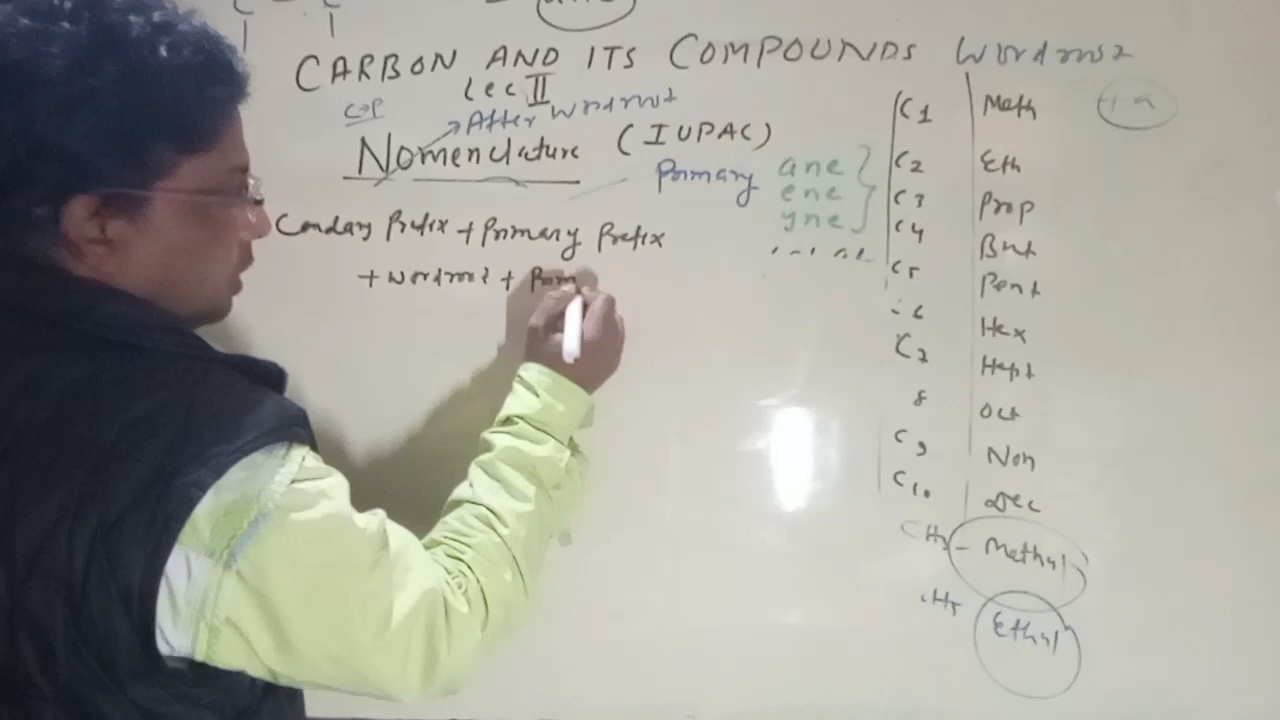 CARBON AND ITS COMPOUNDS Wordroot
Lec II
After Wordroot
Nomenclature (IUPAC)
Primary ane
ene
yne
Condary Prefix + Primary Prefix
+ Wordroot + Prim
C1 Meth
C2 Eth
C3 Prop
C4 But
C5 Pent
6 Hex
C7 Hept
8 Oct
C9 Non
C10 Dec
CH3 - Methyl
Ethyl